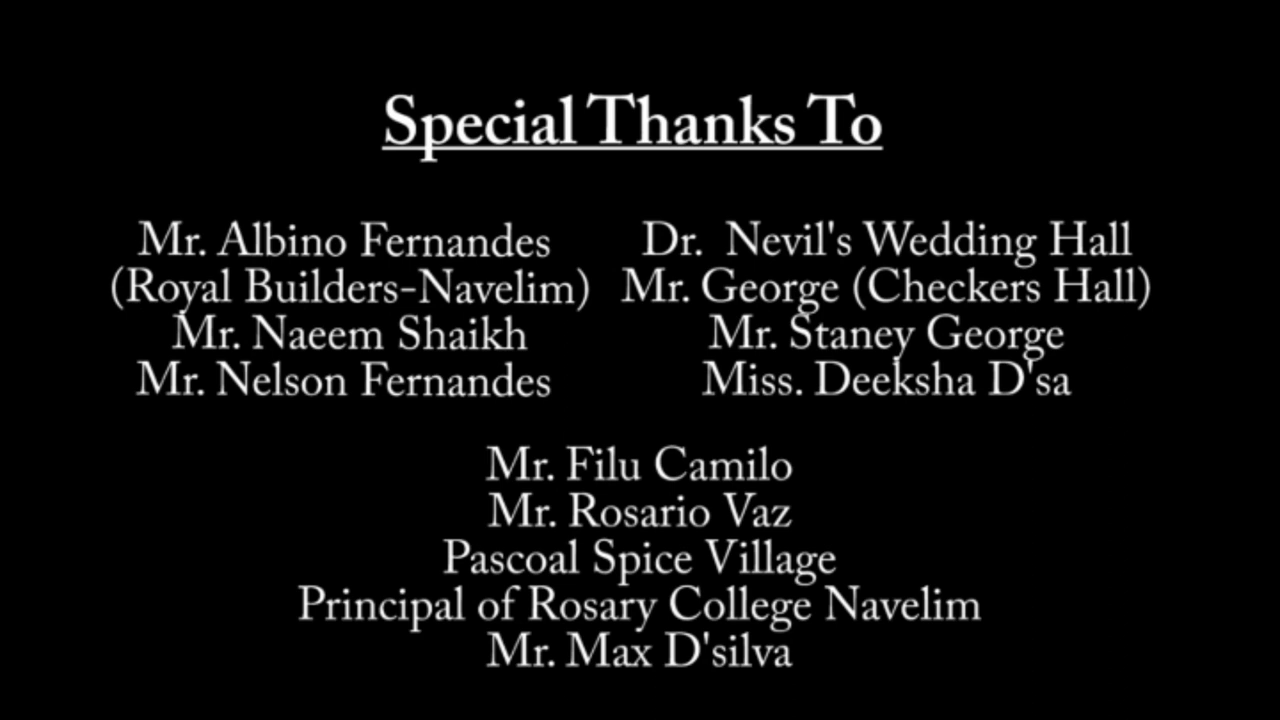 Special Thanks To
Mr. Albino Fernandes
(Royal Builders-Navelim)
Mr. Naeem Shaikh
Mr. Nelson Fernandes
Dr.  Nevil's Wedding Hall
Mr. George (Checkers Hall)
Mr. Staney George
Miss. Deeksha D'sa
Mr. Filu Camilo
Mr. Rosario Vaz
Pascoal Spice Village
Principal of Rosary College Navelim
Mr. Max D'silva